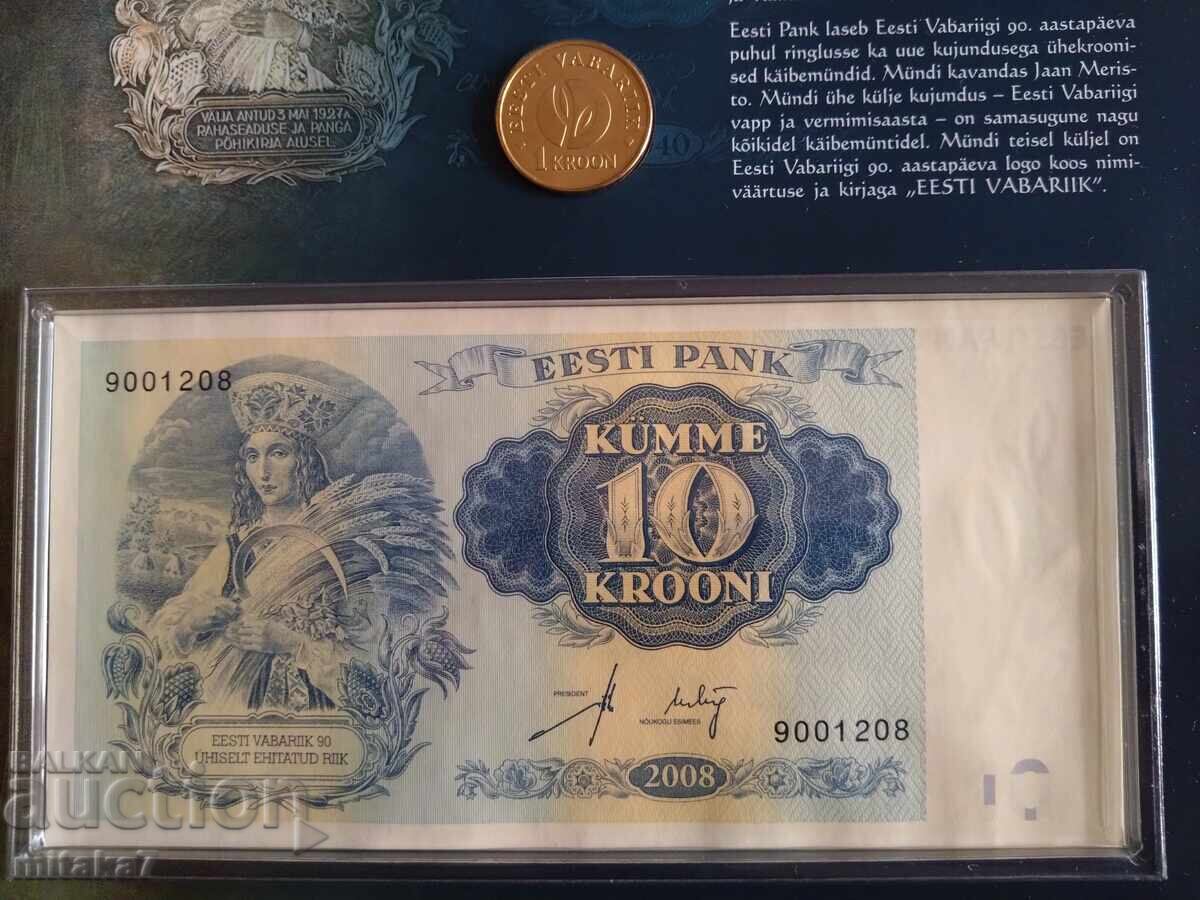 VÄLJA ANTUD 3 MAI 1927 A.
RAHASEADUSE JA PANGA
PÕHIKIRJA ALUSEL
EESTI VABARIIK
1 KROON
40
Eesti Pank laseb Eesti Vabariigi 90. aastapäeva
puhul ringlusse ka uue kujundusega ühekrooni-
sed käibemündid. Mündi kavandas Jaan Meris-
to. Mündi ühe külje kujundus – Eesti Vabariigi
vapp ja vermimisaasta – on samasugune nagu
kõikidel käibemüntidel. Mündi teisel küljel on
Eesti Vabariigi 90. aastapäeva logo koos nimi-
väärtuse ja kirjaga „EESTI VABARIIK”.
9001208
EESTI PANK
KÜMME
10
KROONI
PRESIDENT
NÕUKOGU ESIMEES
9001208
EESTI VABARIIK 90
ÜHISELT EHITATUD RIIK
2008
BALKAN
auction
mitaka7